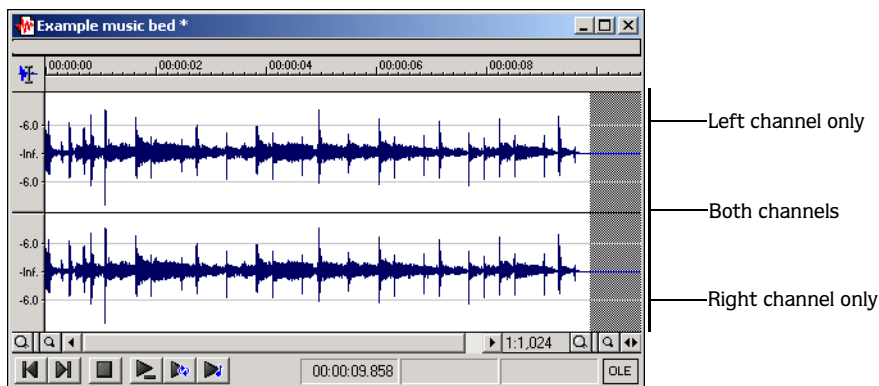 Example music bed *
00:00:00 00:00:02 00:00:04 00:00:06 00:00:08
-6.0
-Inf.
-6.0
Left channel only
Both channels
-6.0
-Inf.
-6.0
Right channel only
1:1,024
00:00:09.858
OLE